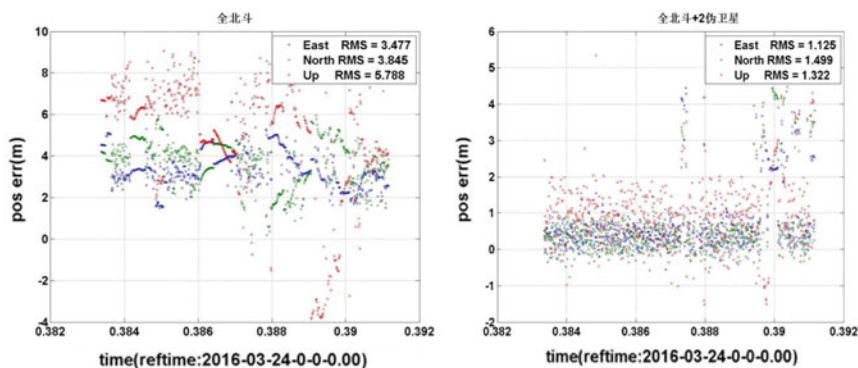 全北斗
East RMS = 3.477
North RMS = 3.845
Up RMS = 5.788
10
8
6
4
2
0
-2
-4
pos err(m)
0.382 0.384 0.386 0.388 0.39 0.392
time(reftime:2016-03-24-0-0-0.00)
全北斗+2伪卫星
East RMS = 1.125
North RMS = 1.499
Up RMS = 1.322
6
5
4
3
2
1
0
-1
-2
pos err(m)
0.382 0.384 0.386 0.388 0.39 0.392
time(reftime:2016-03-24-0-0-0.00)